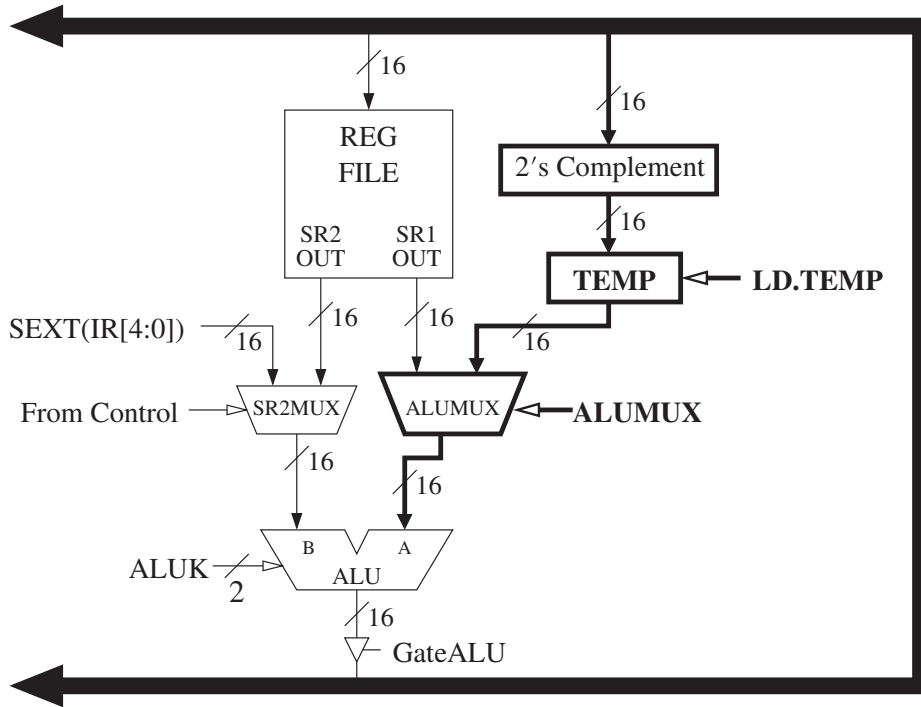 16
16
REG
FILE
2's Complement
16
SR2
OUT
SR1
OUT
TEMP
LD.TEMP
SEXT(IR[4:0])
16
16
16
16
From Control
SR2MUX
ALUMUX
ALUMUX
16
16
B
A
ALUK
2
ALU
16
GateALU